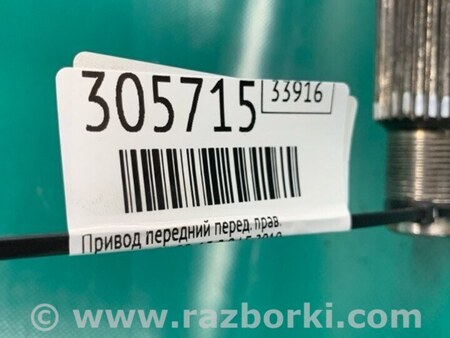 305715
33916
Привод передний перед. прав.
© - www.razborki.com -